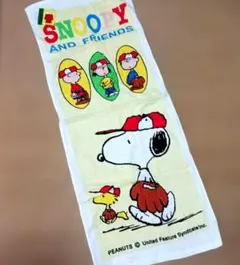 SNOOPY
AND FRIENDS
PEANUTS © United Feature Syndicate, Inc.